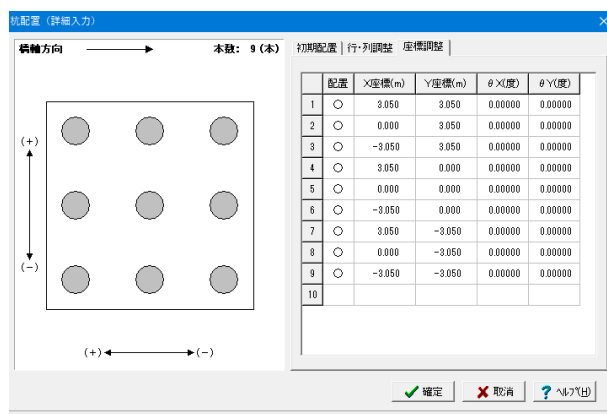 杭配置（詳細入力）
橋軸方向 本数： 9（本）
(+)
(-)
(+) (-)
初期配置 行・列調整 座標調整
配置 X座標(m) Y座標(m) θX(度) θY(度)
1 ○ 3.050 3.050 0.00000 0.00000
2 ○ 0.000 3.050 0.00000 0.00000
3 ○ -3.050 3.050 0.00000 0.00000
4 ○ 3.050 0.000 0.00000 0.00000
5 ○ 0.000 0.000 0.00000 0.00000
6 ○ -3.050 0.000 0.00000 0.00000
7 ○ 3.050 -3.050 0.00000 0.00000
8 ○ 0.000 -3.050 0.00000 0.00000
9 ○ -3.050 -3.050 0.00000 0.00000
10
確定 取消 ? ヘルプ(H)